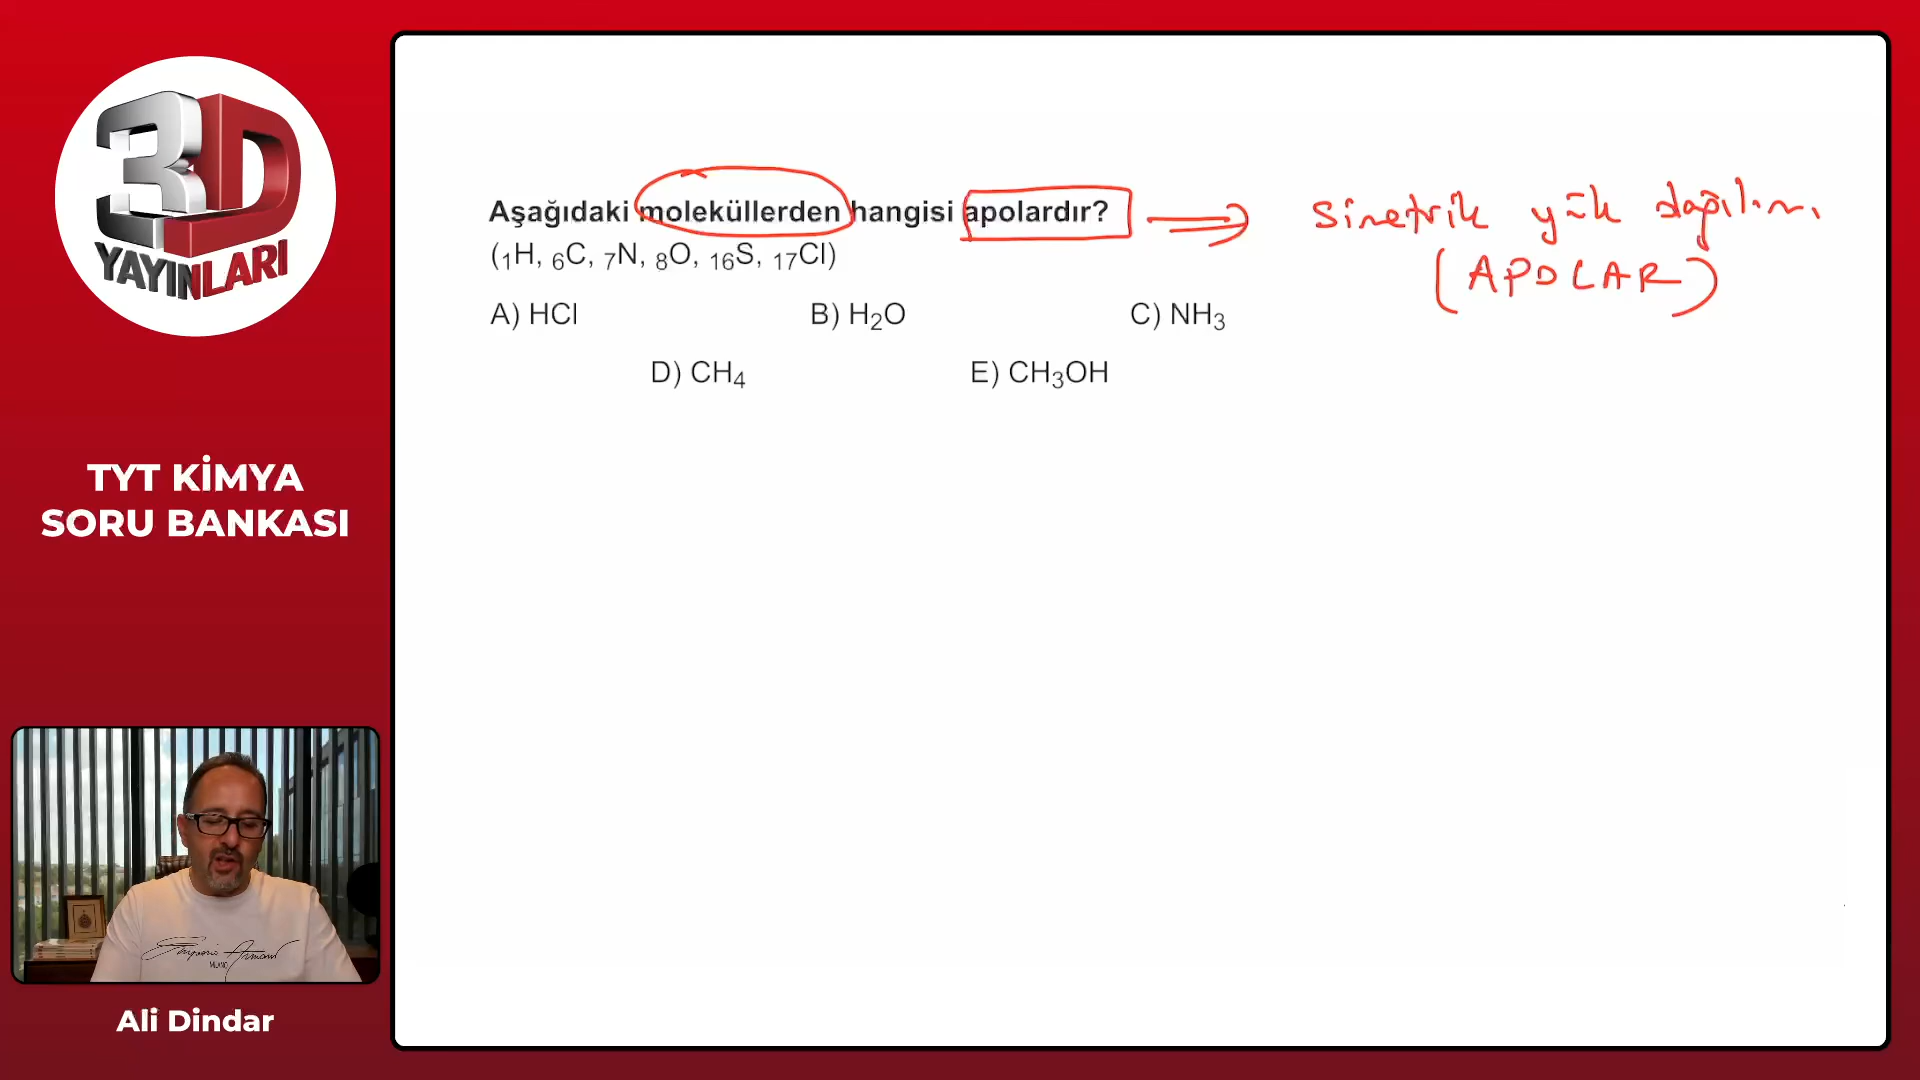 3D
YAYINLARI
TYT KİMYA
SORU BANKASI
Ali Dindar
Aşağıdaki moleküllerden hangisi apolardır?
(₁H, ₆C, ₇N, ₈O, ₁₆S, ₁₇Cl)
A) HCl B) H₂O C) NH₃
D) CH₄ E) CH₃OH
Simetrik yük dağılımı
(APOLAR)